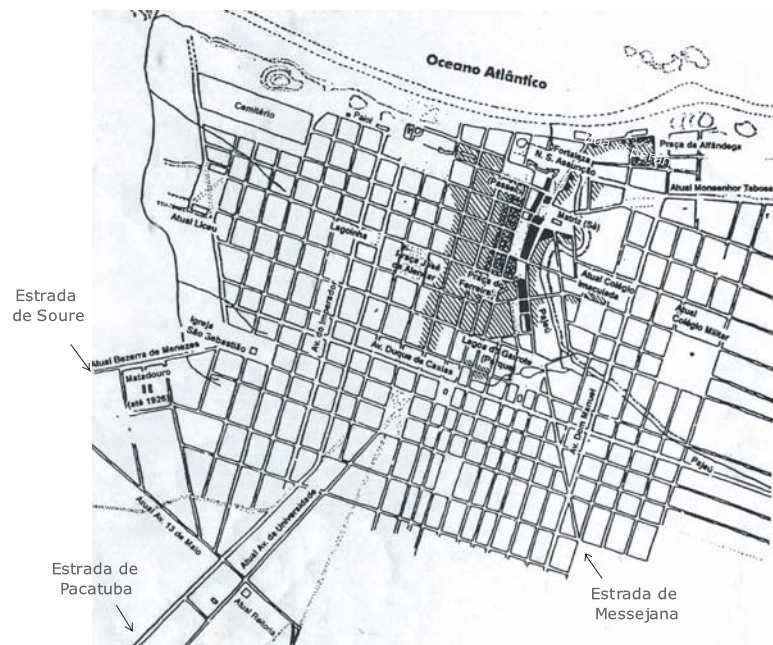 Oceano Atlântico
Cemitério
Paiol
Fortaleza
N. S. Assunção
Praça da Alfândega
(Passeio)
Atual Monsenhor Tabosa
Matriz (Sé)
Atual Liceu
Lagoinha
Praça José
de Alencar
Praça do
Ferreira
Atual Colégio
Imaculada
Pajeú
Atual
Colégio Militar
Estrada
de Soure
Igreja
São Sebastião
Av. do Imperador
Av. Duque de Caxias
Lagoa do Garrote
(Parque)
Atual Bezerra de Menezes
Matadouro
(até 1926)
Av. Dom Manuel
Pajeú
Atual Av. 13 de Maio
Atual Av. da Universidade
Atual Reitoria
Estrada de
Pacatuba
Estrada de
Messejana